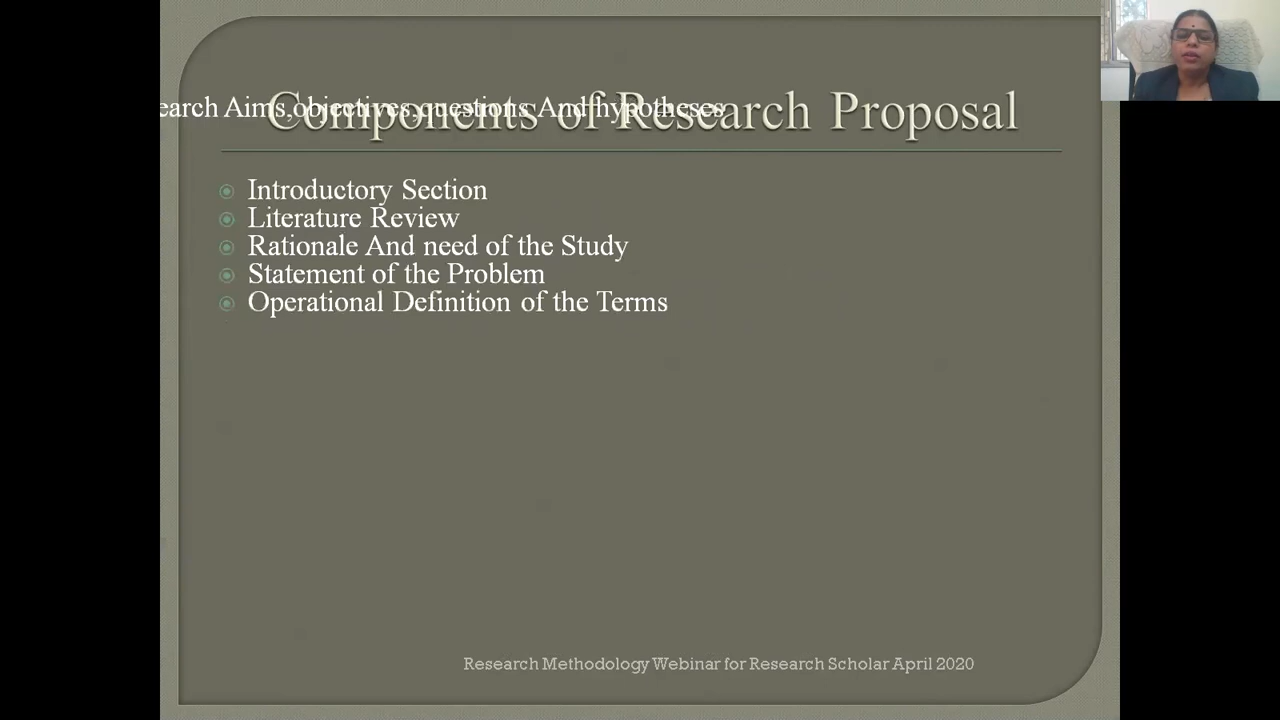 earch Aims,objectives,questions And hypotheses
Components of Research Proposal
Introductory Section
Literature Review
Rationale And need of the Study
Statement of the Problem
Operational Definition of the Terms
Research Methodology Webinar for Research Scholar April 2020